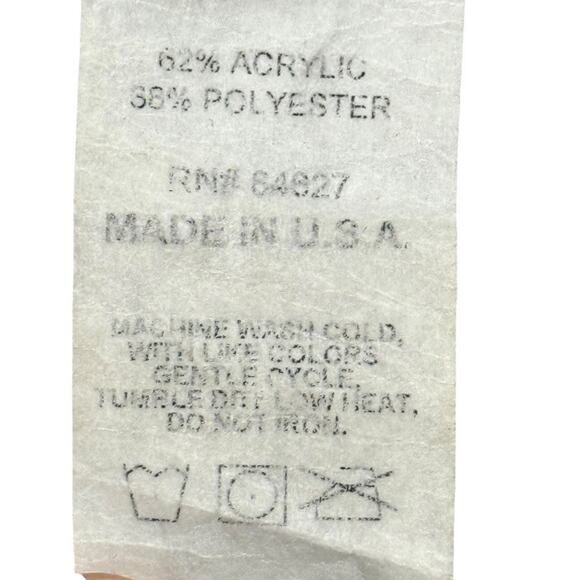 62% ACRYLIC
38% POLYESTER
RN# 64627
MADE IN U.S.A.
MACHINE WASH COLD,
WITH LIKE COLORS
GENTLE CYCLE,
TUMBLE DRY LOW HEAT,
DO NOT IRON.